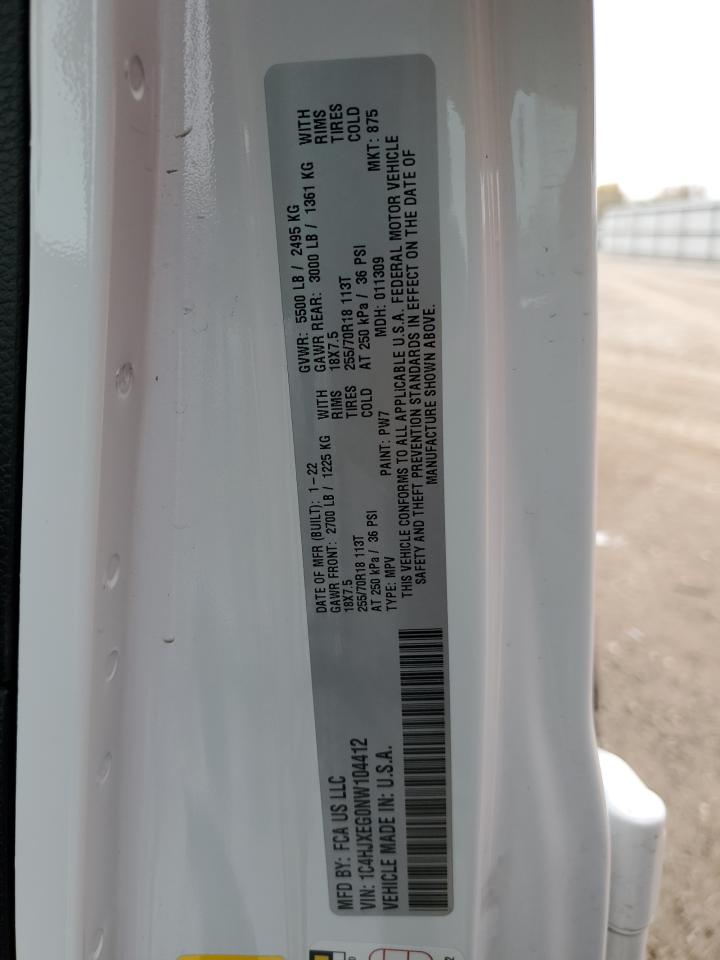 MFD BY: FCA US LLC
VIN: 1C4HJXEG0NW104412
VEHICLE MADE IN: U.S.A.
DATE OF MFR (BUILT): 1-22 GVWR: 5500 LB / 2495 KG
GAWR FRONT: 2700 LB / 1225 KG WITH GAWR REAR: 3000 LB / 1361 KG WITH
18X7.5 RIMS 18X7.5 RIMS
255/70R18 113T TIRES 255/70R18 113T TIRES
AT 250 kPa / 36 PSI COLD AT 250 kPa / 36 PSI COLD
TYPE: MPV PAINT: PW7 MDH: 011309 MKT: 875
THIS VEHICLE CONFORMS TO ALL APPLICABLE U.S.A. FEDERAL MOTOR VEHICLE
SAFETY AND THEFT PREVENTION STANDARDS IN EFFECT ON THE DATE OF
MANUFACTURE SHOWN ABOVE.